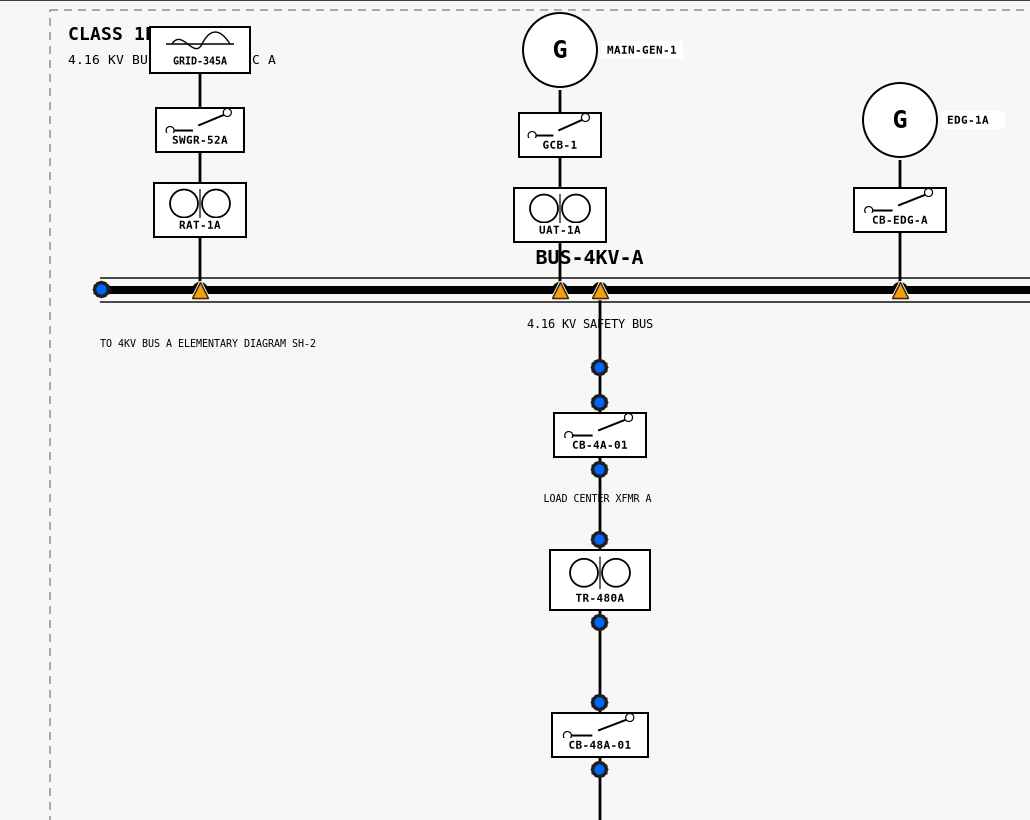 CLASS 1
GRID-345A
4.16 KV BU C A
SWGR-52A
RAT-1A
G
MAIN-GEN-1
GCB-1
UAT-1A
G
EDG-1A
CB-EDG-A
BUS-4KV-A
4.16 KV SAFETY BUS
TO 4KV BUS A ELEMENTARY DIAGRAM SH-2
CB-4A-01
LOAD CENTER XFMR A
TR-480A
CB-48A-01